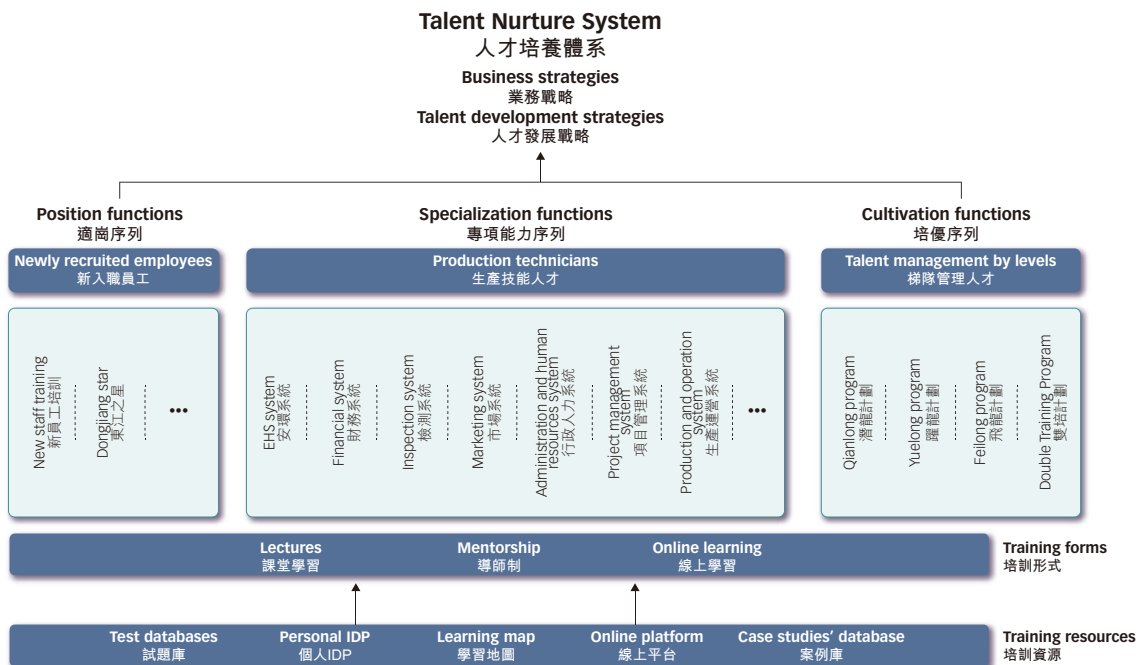 Talent Nurture System
人才培養體系
Business strategies
業務戰略
Talent development strategies
人才發展戰略
Position functions
適崗序列
Specialization functions
專項能力序列
Cultivation functions
培優序列
Newly recruited employees
新入職員工
Production technicians
生產技能人才
Talent management by levels
梯隊管理人才
New staff training
新員工培訓
Dongjiang star
東江之星
•••
EHS system
安環系統
Financial system
財務系統
Inspection system
檢測系統
Marketing system
市場系統
Administration and human
resources system
行政人力系統
Project management
system
項目管理系統
Production and operation
system
生產運營系統
•••
Qianlong program
潛龍計劃
Yuelong program
躍龍計劃
Feilong program
飛龍計劃
Double Training Program
雙培計劃
Lectures
課堂學習
Mentorship
導師制
Online learning
線上學習
Training forms
培訓形式
Test databases
試題庫
Personal IDP
個人IDP
Learning map
學習地圖
Online platform
線上平台
Case studies' database
案例庫
Training resources
培訓資源